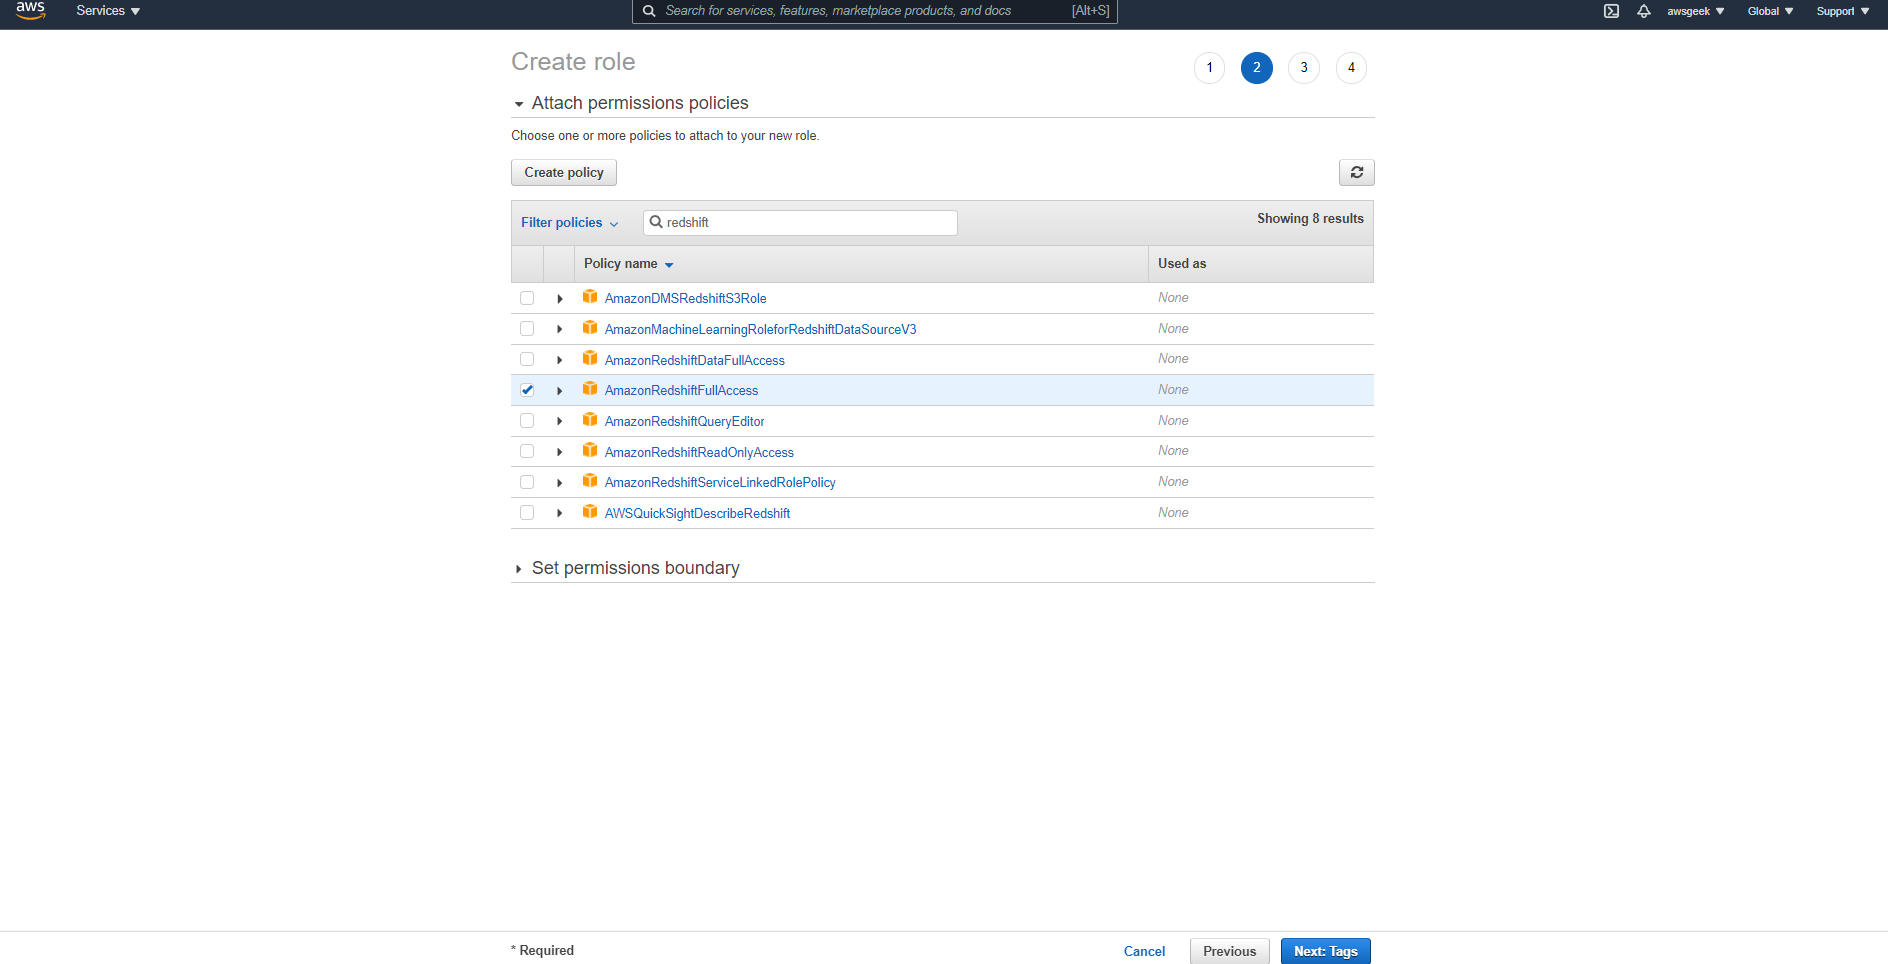 aws Services Search for services, features, marketplace products, and docs [Alt+S] awsgeek Global Support
Create role 1 2 3 4
Attach permissions policies
Choose one or more policies to attach to your new role.
Create policy
Filter policies redshift Showing 8 results
Policy name Used as
AmazonDMSRedshiftS3Role None
AmazonMachineLearningRoleforRedshiftDataSourceV3 None
AmazonRedshiftDataFullAccess None
AmazonRedshiftFullAccess None
AmazonRedshiftQueryEditor None
AmazonRedshiftReadOnlyAccess None
AmazonRedshiftServiceLinkedRolePolicy None
AWSQuickSightDescribeRedshift None
Set permissions boundary
* Required Cancel Previous Next: Tags